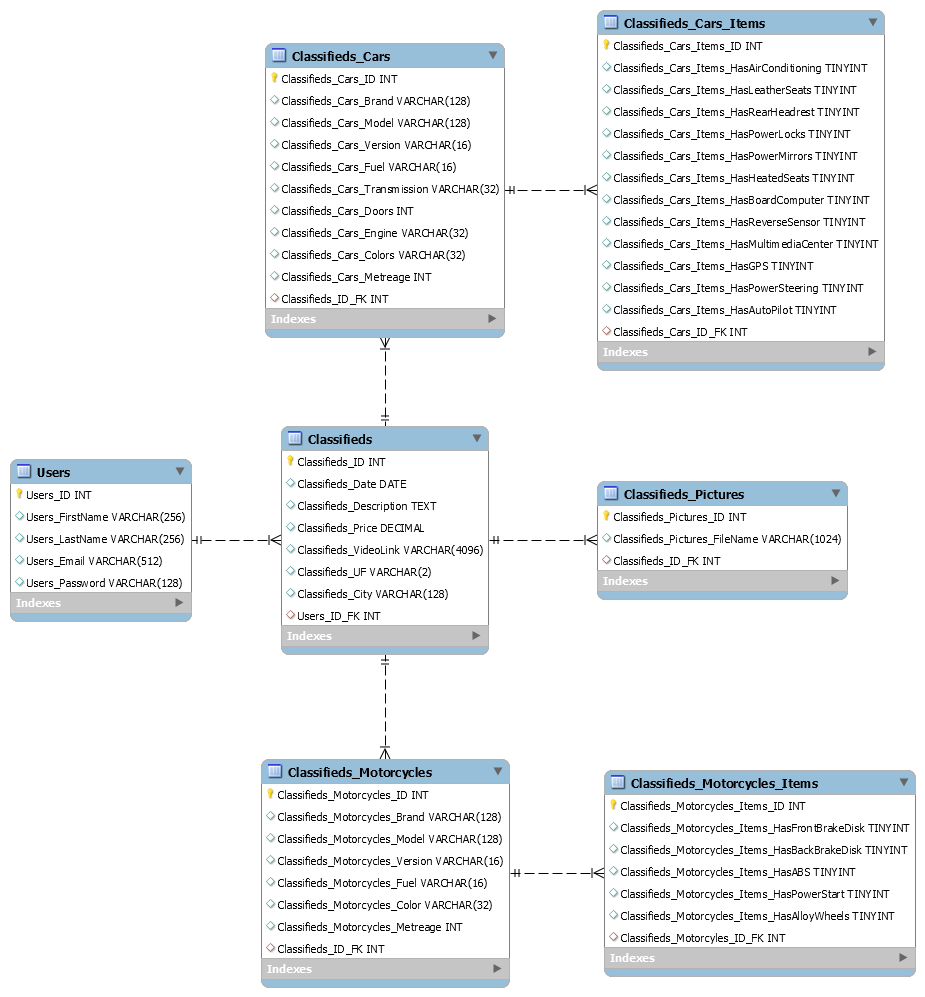 Classifieds_Cars
Classifieds_Cars_ID INT
Classifieds_Cars_Brand VARCHAR(128)
Classifieds_Cars_Model VARCHAR(128)
Classifieds_Cars_Version VARCHAR(16)
Classifieds_Cars_Fuel VARCHAR(16)
Classifieds_Cars_Transmission VARCHAR(32)
Classifieds_Cars_Doors INT
Classifieds_Cars_Engine VARCHAR(32)
Classifieds_Cars_Colors VARCHAR(32)
Classifieds_Cars_Metreage INT
Classifieds_ID_FK INT
Indexes
Classifieds_Cars_Items
Classifieds_Cars_Items_ID INT
Classifieds_Cars_Items_HasAirConditioning TINYINT
Classifieds_Cars_Items_HasLeatherSeats TINYINT
Classifieds_Cars_Items_HasRearHeadrest TINYINT
Classifieds_Cars_Items_HasPowerLocks TINYINT
Classifieds_Cars_Items_HasPowerMirrors TINYINT
Classifieds_Cars_Items_HasHeatedSeats TINYINT
Classifieds_Cars_Items_HasBoardComputer TINYINT
Classifieds_Cars_Items_HasReverseSensor TINYINT
Classifieds_Cars_Items_HasMultimediaCenter TINYINT
Classifieds_Cars_Items_HasGPS TINYINT
Classifieds_Cars_Items_HasPowerSteering TINYINT
Classifieds_Cars_Items_HasAutoPilot TINYINT
Classifieds_Cars_ID_FK INT
Indexes
Users
Users_ID INT
Users_FirstName VARCHAR(256)
Users_LastName VARCHAR(256)
Users_Email VARCHAR(512)
Users_Password VARCHAR(128)
Indexes
Classifieds
Classifieds_ID INT
Classifieds_Date DATE
Classifieds_Description TEXT
Classifieds_Price DECIMAL
Classifieds_VideoLink VARCHAR(4096)
Classifieds_UF VARCHAR(2)
Classifieds_City VARCHAR(128)
Users_ID_FK INT
Indexes
Classifieds_Pictures
Classifieds_Pictures_ID INT
Classifieds_Pictures_FileName VARCHAR(1024)
Classifieds_ID_FK INT
Indexes
Classifieds_Motorcycles
Classifieds_Motorcycles_ID INT
Classifieds_Motorcycles_Brand VARCHAR(128)
Classifieds_Motorcycles_Model VARCHAR(128)
Classifieds_Motorcycles_Version VARCHAR(16)
Classifieds_Motorcycles_Fuel VARCHAR(16)
Classifieds_Motorcycles_Color VARCHAR(32)
Classifieds_Motorcycles_Metreage INT
Classifieds_ID_FK INT
Indexes
Classifieds_Motorcycles_Items
Classifieds_Motorcycles_Items_ID INT
Classifieds_Motorcycles_Items_HasFrontBrakeDisk TINYINT
Classifieds_Motorcycles_Items_HasBackBrakeDisk TINYINT
Classifieds_Motorcycles_Items_HasABS TINYINT
Classifieds_Motorcycles_Items_HasPowerStart TINYINT
Classifieds_Motorcycles_Items_HasAlloyWheels TINYINT
Classifieds_Motorcyles_ID_FK INT
Indexes